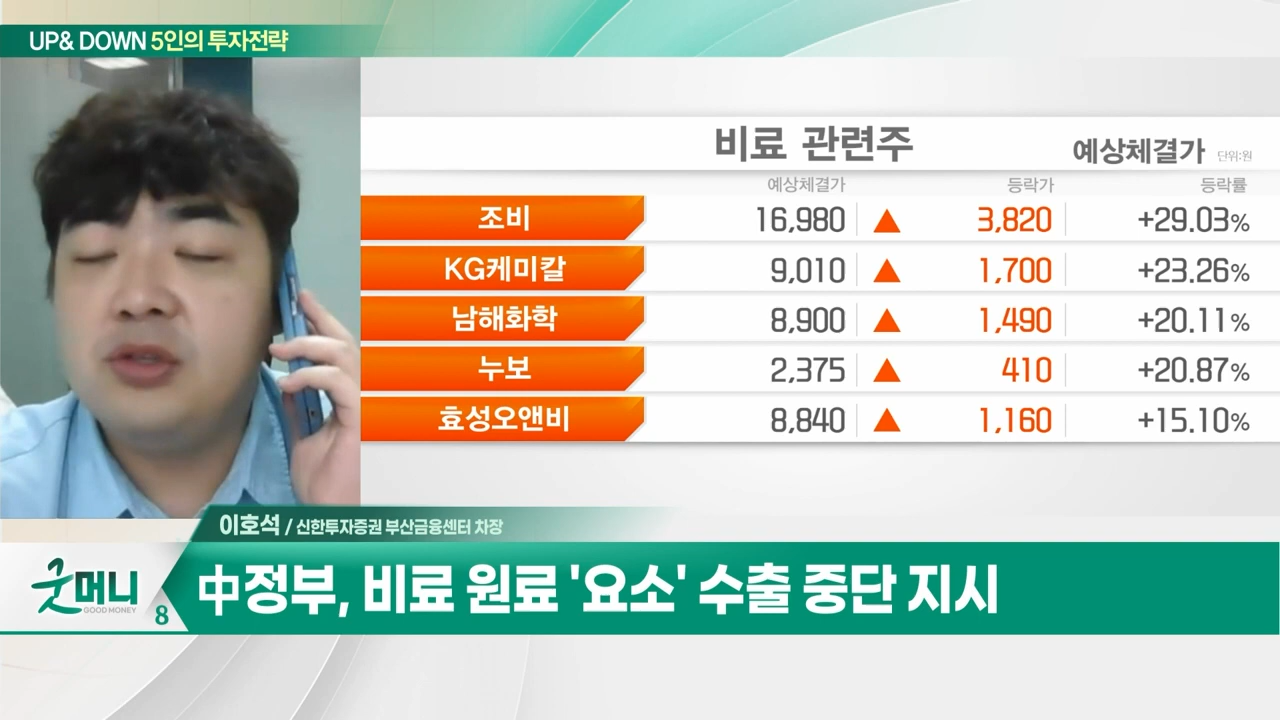 UP& DOWN 5인의 투자전략
비료 관련주
예상체결가 단위:원
예상체결가 등락가 등락률
조비 16,980 ▲ 3,820 +29.03%
KG케미칼 9,010 ▲ 1,700 +23.26%
남해화학 8,900 ▲ 1,490 +20.11%
누보 2,375 ▲ 410 +20.87%
효성오앤비 8,840 ▲ 1,160 +15.10%
이호석 / 신한투자증권 부산금융센터 차장
굿머니
GOOD MONEY
8
中정부, 비료 원료 '요소' 수출 중단 지시